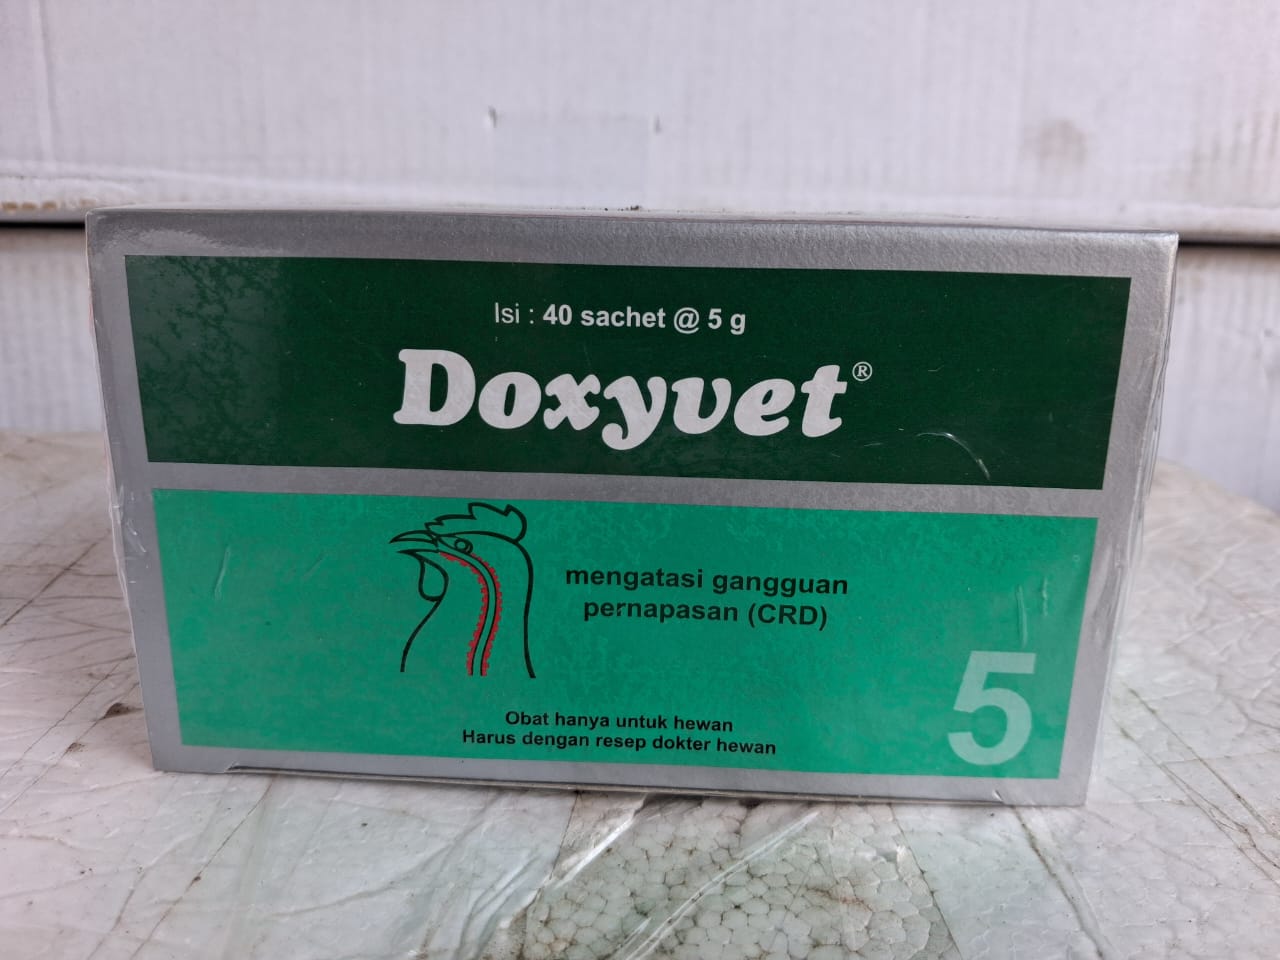 Isi : 40 sachet @ 5 g
Doxyvet®
mengatasi gangguan
pernapasan (CRD)
Obat hanya untuk hewan
Harus dengan resep dokter hewan
5